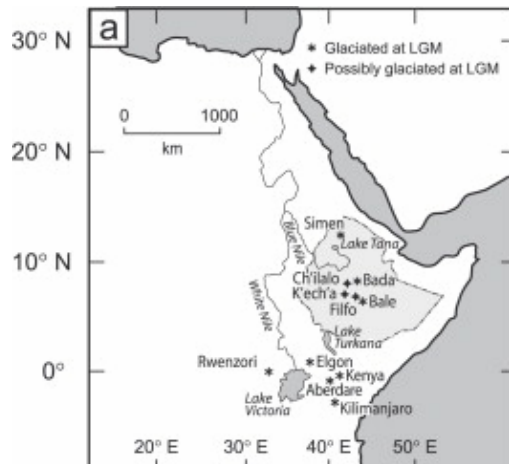 a
30° N
20° N
10° N
0°
* Glaciated at LGM
✦ Possibly glaciated at LGM
0 1000
km
Simen
Lake Tana
Blue Nile
Ch'ilalo
Bada
K'ech'a
Bale
Filfo
White Nile
Lake
Turkana
Elgon
Rwenzori
Kenya
Aberdare
Lake
Victoria
Kilimanjaro
20° E 30° E 40° E 50° E